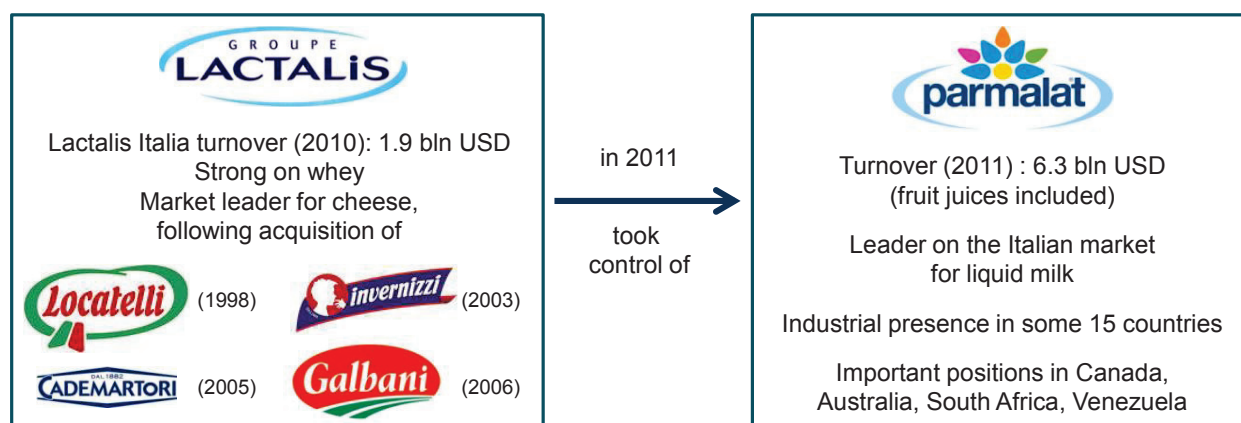 GROUPE
LACTALiS
Lactalis Italia turnover (2010): 1.9 bln USD
Strong on whey
Market leader for cheese,
following acquisition of
Locatelli (1998)
invernizzi (2003)
DAL 1882
CADEMARTORI (2005)
Galbani (2006)
in 2011
took
control of
parmalat
Turnover (2011) : 6.3 bln USD
(fruit juices included)
Leader on the Italian market
for liquid milk
Industrial presence in some 15 countries
Important positions in Canada,
Australia, South Africa, Venezuela